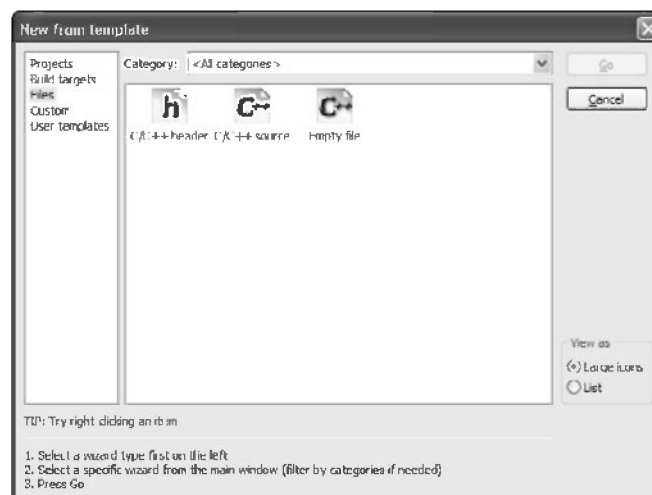 New from template
Projects
Build targets
Files
Custom
User templates
Category: <All categories>
Go
Cancel
C/C++ header
C/C++ source
Empty file
View as
Large icons
List
TIP: Try right clicking an item
1. Select a wizard type first on the left
2. Select a specific wizard from the main window (filter by categories if needed)
3. Press Go